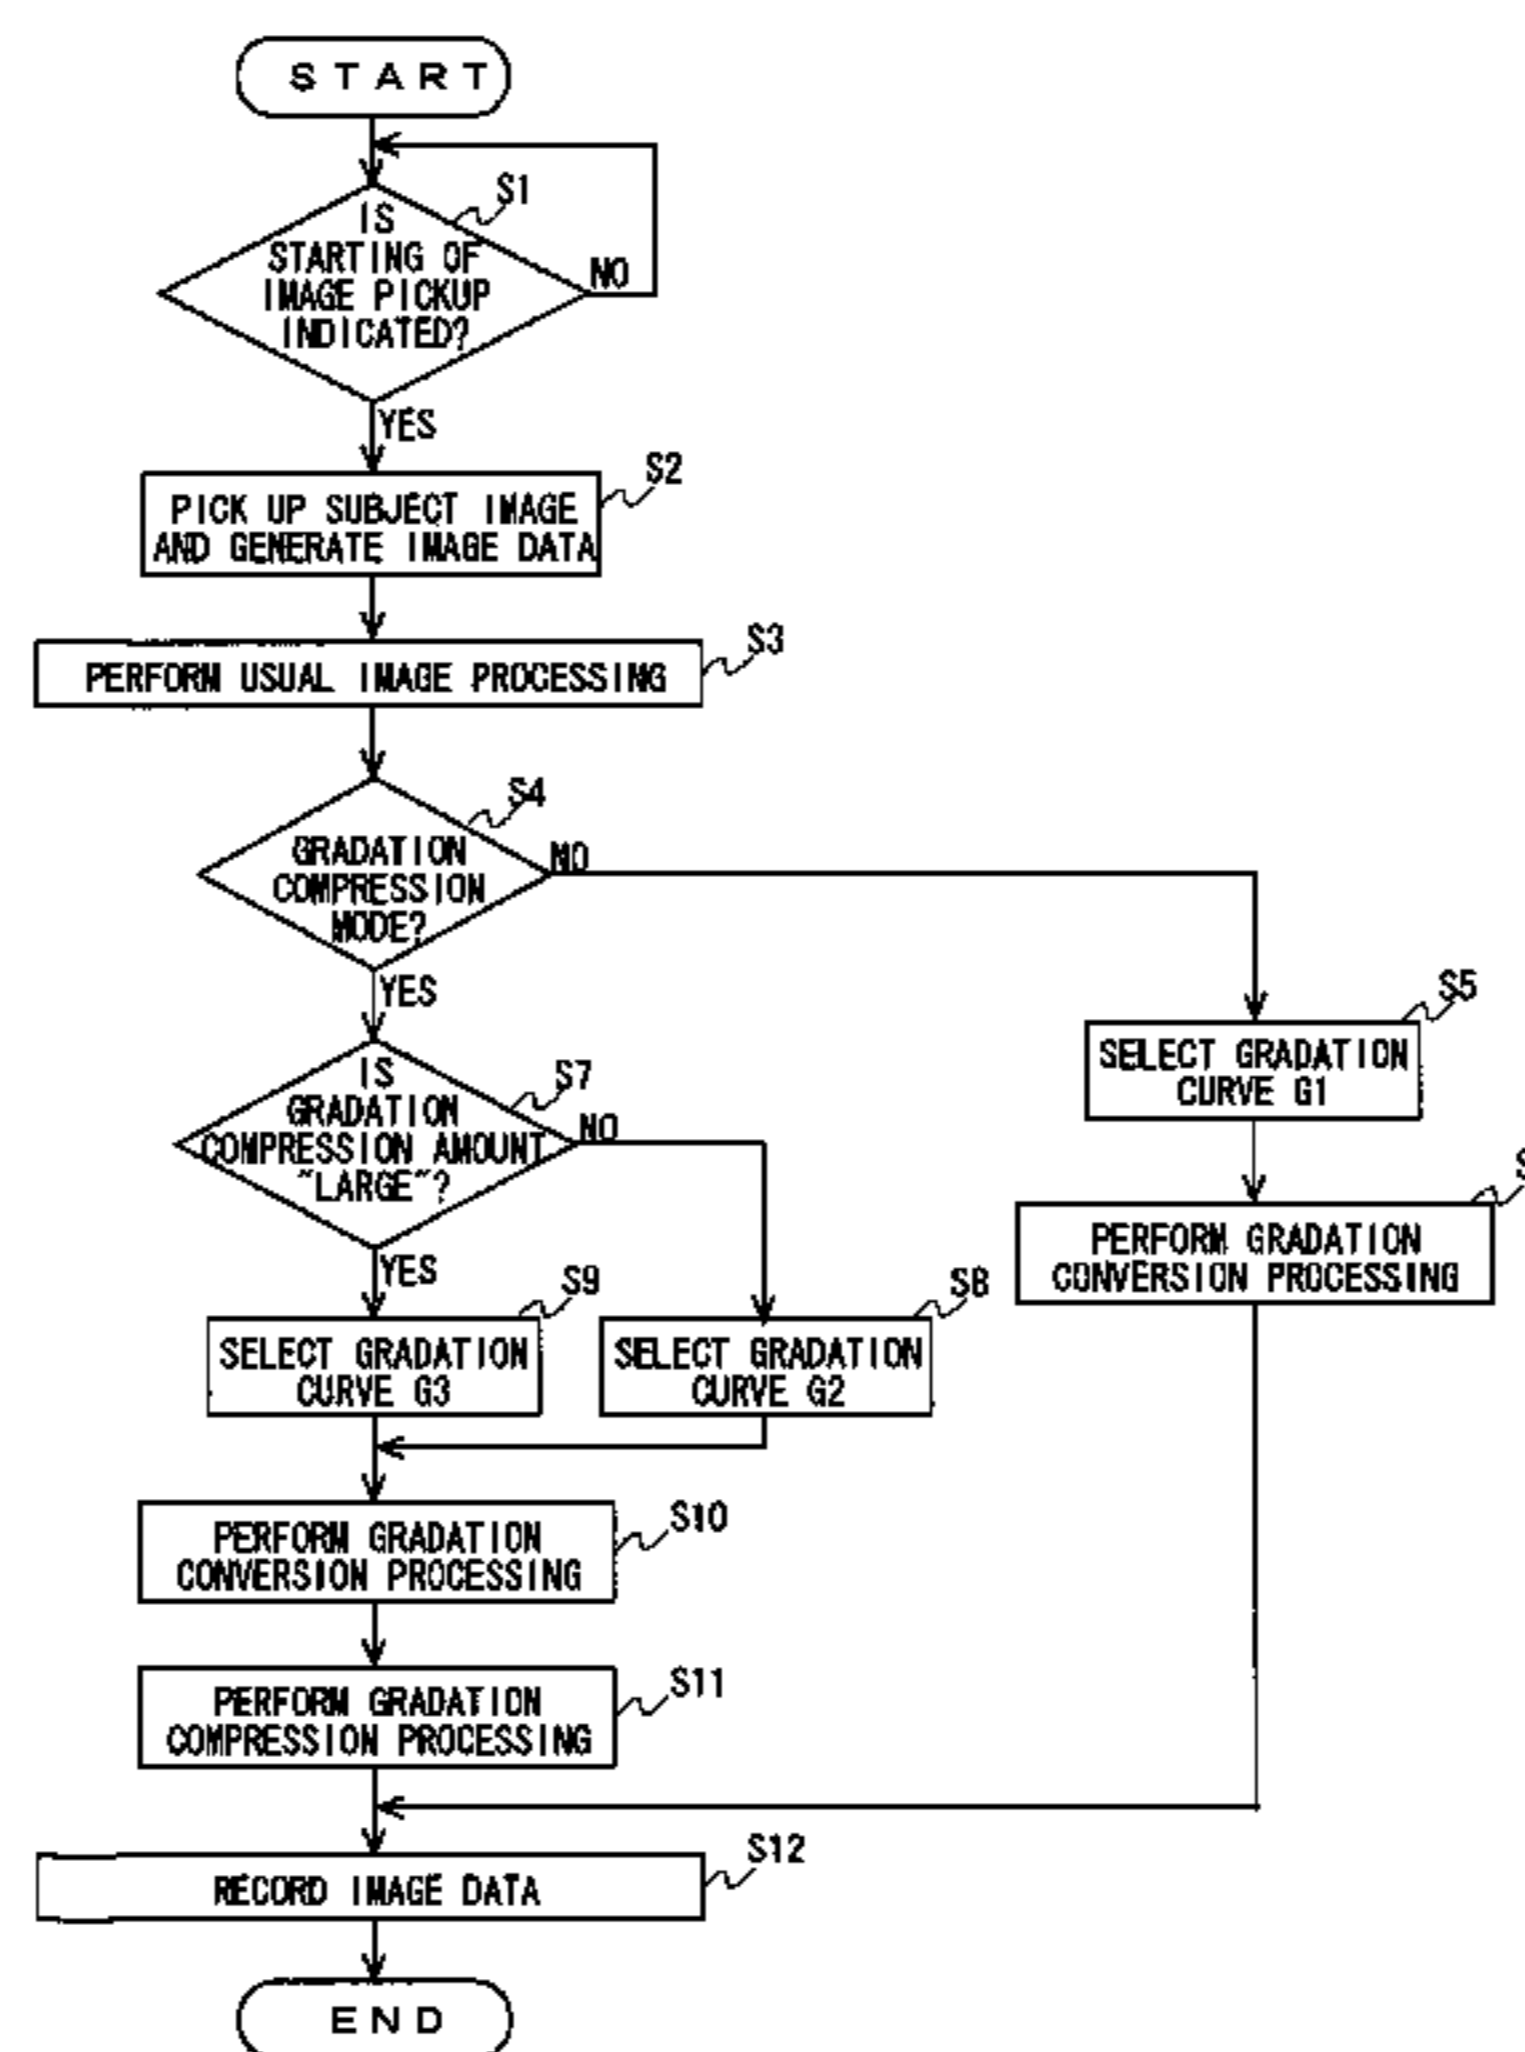 START
S1
IS
STARTING OF
IMAGE PICKUP
INDICATED?
NO
YES
S2
PICK UP SUBJECT IMAGE
AND GENERATE IMAGE DATA
S3
PERFORM USUAL IMAGE PROCESSING
S4
GRADATION
COMPRESSION
MODE?
NO
YES
S5
SELECT GRADATION
CURVE G1
S7
IS
GRADATION
COMPRESSION AMOUNT
"LARGE"?
NO
YES
PERFORM GRADATION
CONVERSION PROCESSING
S9
SELECT GRADATION
CURVE G3
S8
SELECT GRADATION
CURVE G2
S10
PERFORM GRADATION
CONVERSION PROCESSING
S11
PERFORM GRADATION
COMPRESSION PROCESSING
S12
RECORD IMAGE DATA
END